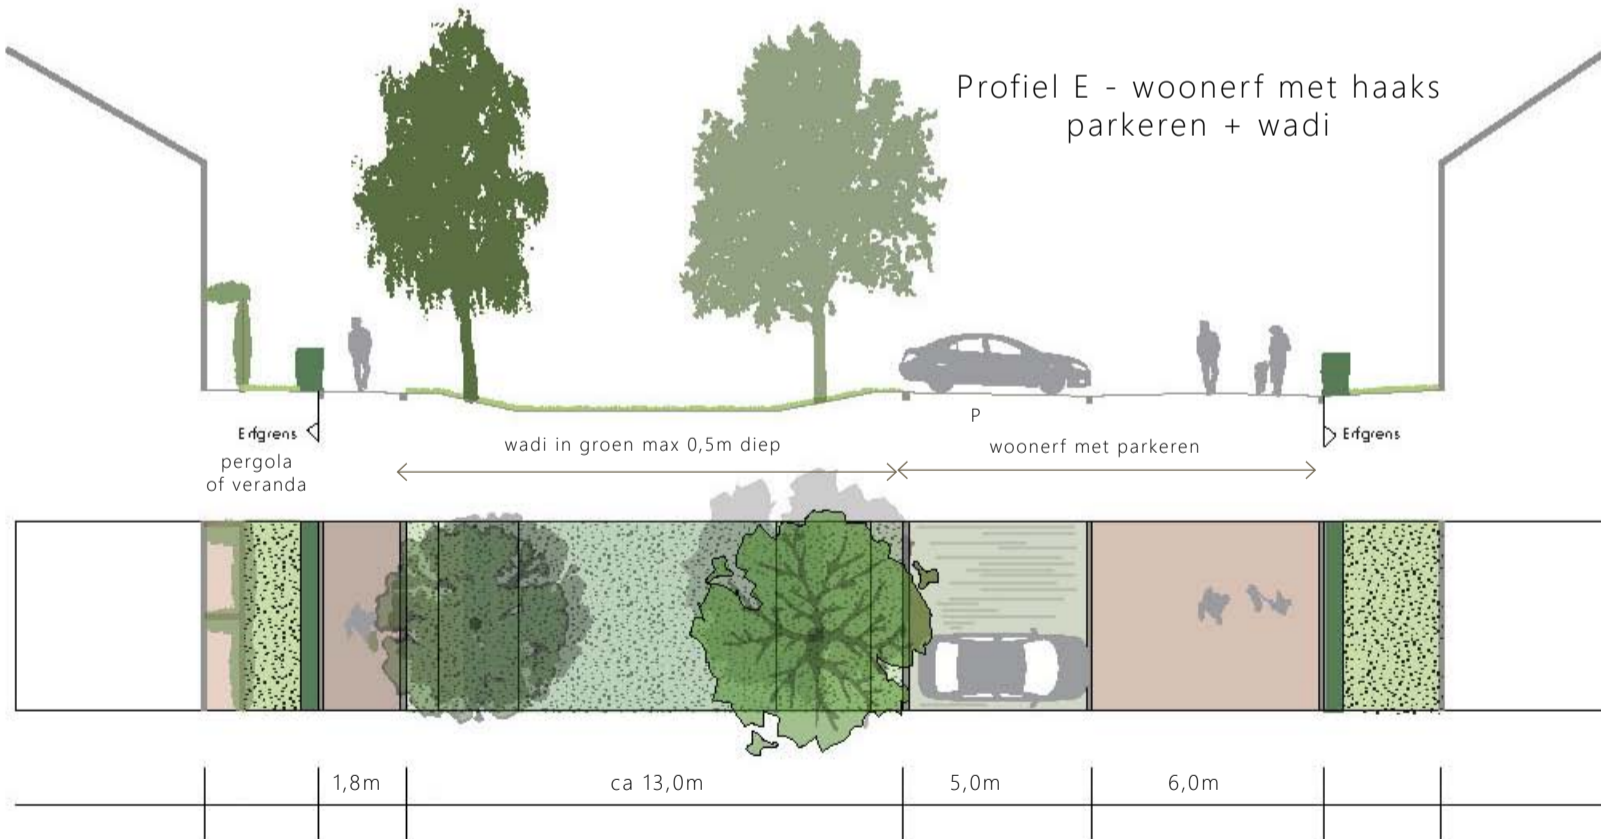 Profiel E - woonerf met haaks
parkeren + wadi
P
Erfgrens
wadi in groen max 0,5m diep
woonerf met parkeren
Erfgrens
pergola
of veranda
1,8m
ca 13,0m
5,0m
6,0m